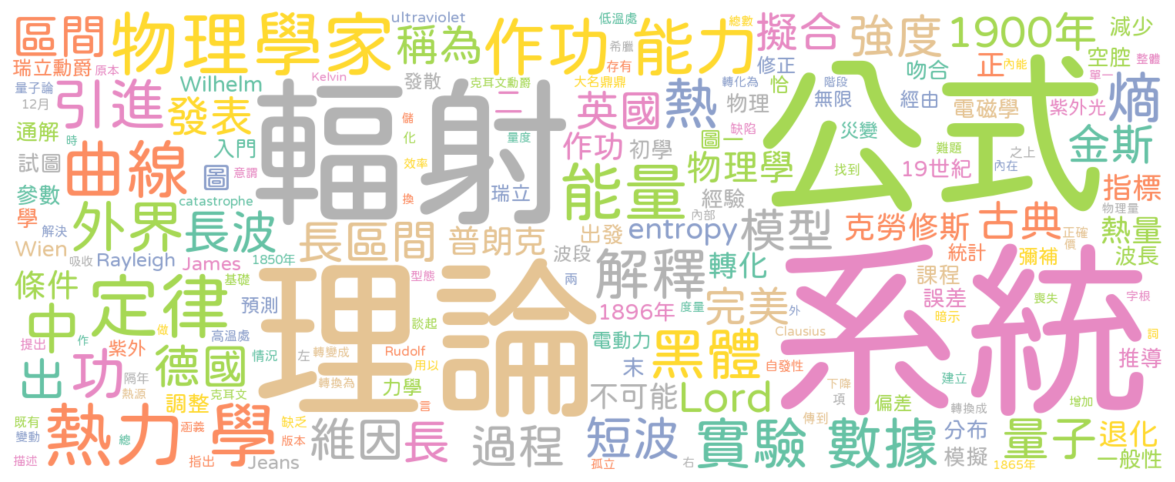 區間
物理學家
稱為
ultraviolet
作功
低溫處
能力
總數
擬合
強度
1900年
減少
瑞立勳爵
原本
Wilhelm
發散
Kelvin
克耳文勳爵
大名鼎鼎
希臘
存有
轉化為
修正
階段
內能
吻合
正
空腔
單一
整體
量子論
12月
引進
發表
輻射
二
英國
熱
物理
恰
無限
經由
電磁學
紫外光
熵
公式
通解
入門
儲
化
量度
作功
圖一
缺陷
災變
難題
之上
金斯
試圖
曲線
圖
意謂
效率
換
瑞立
能量
初學
物理學
找到
19世紀
內在
指標
時
參數
學
catastrophe
經驗
內部
克勞修斯
古典
物理量
正確
價
熱量
解決
外界
長波
長區間
普朗克
出發
entropy
模型
統計
彌補
波長
Wien
吸收
Rayleigh
James
1850年
波段
解釋
轉化
課程
條件
中
定律
預測
基礎
理論
型態
談起
兩
1896年
度量
完美
外
誤差
暗示
系統
喪失
字根
提出
作
做
高溫處
電動力
Clausius
詞
出
功
紫外
隔年
熱源
德國
情況
左
轉變成
Rudolf
用以
末
黑體
自發性
下降
項
建立
推導
調整
轉換為
克耳文
力學
言
不可能
Lord
偏差
轉換成
增加
既有
變動
熱力學
總
涵義
缺乏
版本
維因
長
過程
短波
實驗
數據
傳到
分布
量子
退化
描述
指出
Jeans
孤立
右
模擬
1865年
一般性